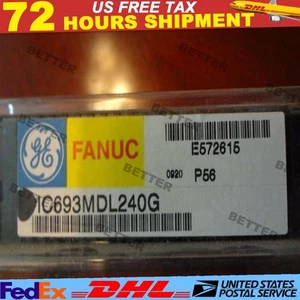 72 US FREE TAX
HOURS SHIPMENT
DHL
GE
FANUC
E572615
0920 P56
IC693MDL240G
BETTER
BETTER
BETTER
BETTER
FedEx DHL UNITED STATES
POSTAL SERVICE